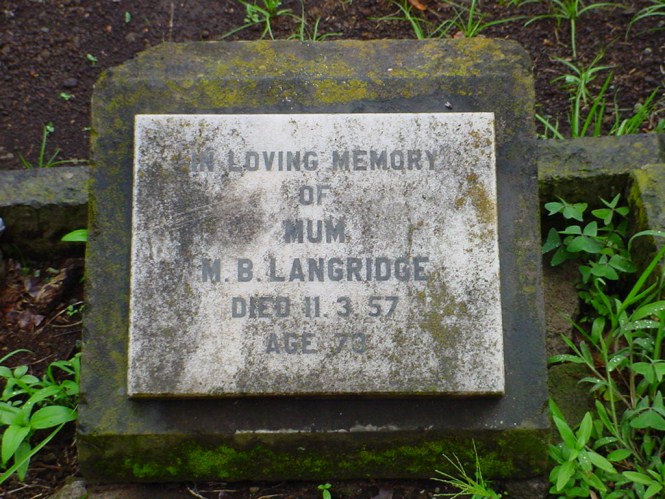 IN LOVING MEMORY
OF
MUM
M. B. LANGRIDGE
DIED 11. 3. 57
AGE 73